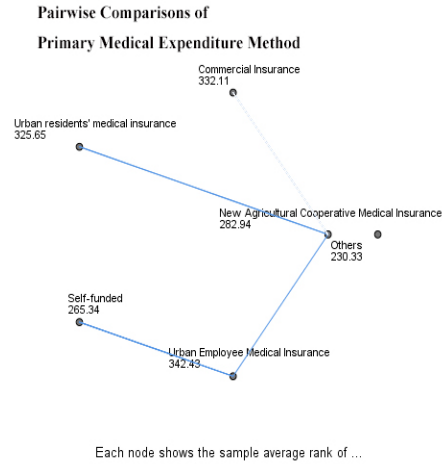 Pairwise Comparisons of
Primary Medical Expenditure Method
Commercial Insurance
332.11
Urban residents' medical insurance
325.65
New Agricultural Cooperative Medical Insurance
282.94
Others
230.33
Self-funded
265.34
Urban Employee Medical Insurance
342.43
Each node shows the sample average rank of ...